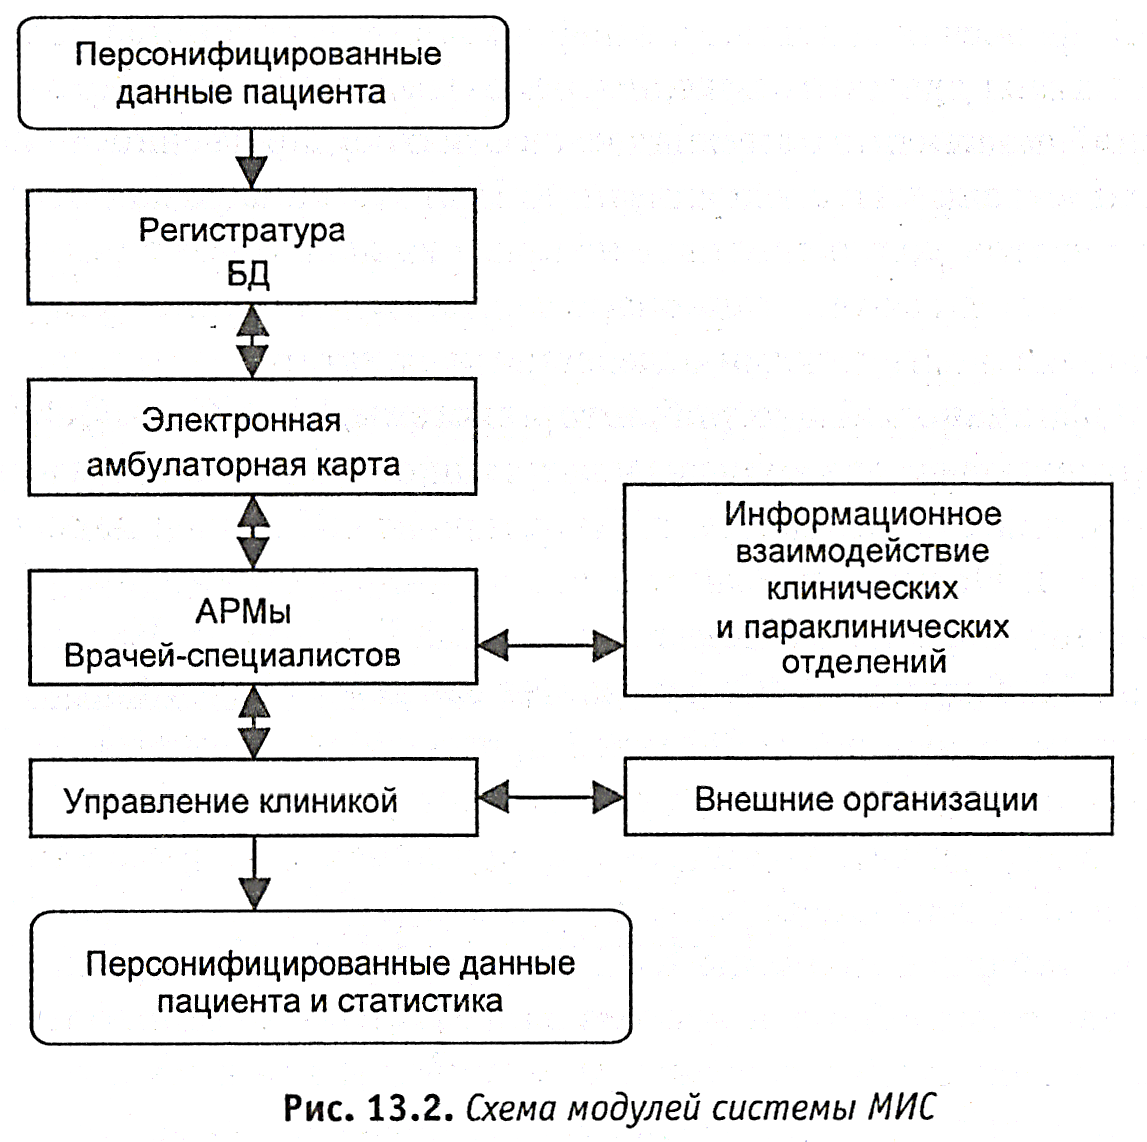 Персонифицированные
данные пациента
Регистратура
БД
Электронная
амбулаторная карта
АРМы
Врачей-специалистов
Информационное
взаимодействие
клинических
и параклинических
отделений
Управление клиникой
Внешние организации
Персонифицированные данные
пациента и статистика
Рис. 13.2. Схема модулей системы МИС